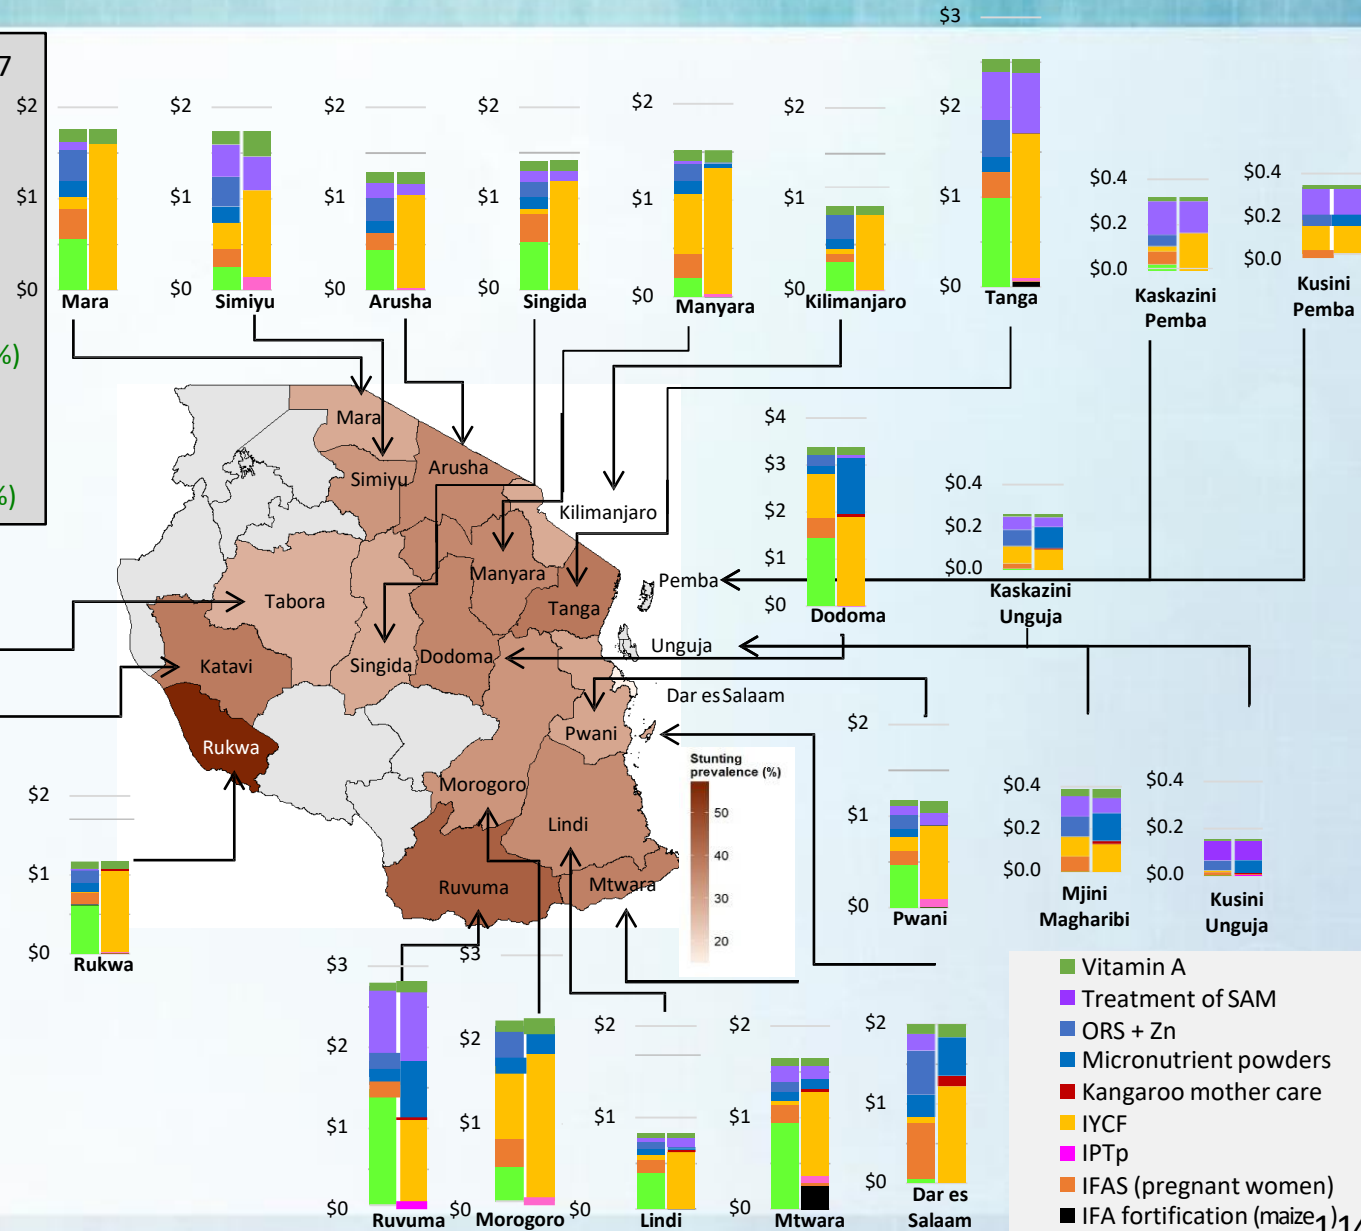 7
%)
%)
$3
$2
$1
$0
Mara
$2
$1
$0
Simiyu
$2
$1
$0
Arusha
$2
$1
$0
Singida
$2
$1
$0
Manyara
$2
$1
$0
Kilimanjaro
$2
$1
$0
Tanga
$0.4
$0.2
$0.0
Kaskazini
Pemba
$0.4
$0.2
$0.0
Kusini
Pemba
Mara
Simiyu
Arusha
Kilimanjaro
Manyara
Tanga
Tabora
Katavi
Singida
Dodoma
Rukwa
Morogoro
Pwani
Lindi
Ruvuma
Mtwara
Pemba
Unguja
Dar es Salaam
$4
$3
$2
$1
$0
Dodoma
$0.4
$0.2
$0.0
Kaskazini
Unguja
Stunting
prevalence (%)
50
40
30
20
$2
$1
$0
Pwani
$0.4
$0.2
$0.0
Mjini
Magharibi
$0.4
$0.2
$0.0
Kusini
Unguja
$2
$1
$0
Rukwa
$3
$2
$1
$0
Ruvuma
$3
$2
$1
$0
Morogoro
$2
$1
$0
Lindi
$2
$1
$0
Mtwara
$2
$1
$0
Dar es
Salaam
Vitamin A
Treatment of SAM
ORS + Zn
Micronutrient powders
Kangaroo mother care
IYCF
IPTp
IFAS (pregnant women)
IFA fortification (maize)